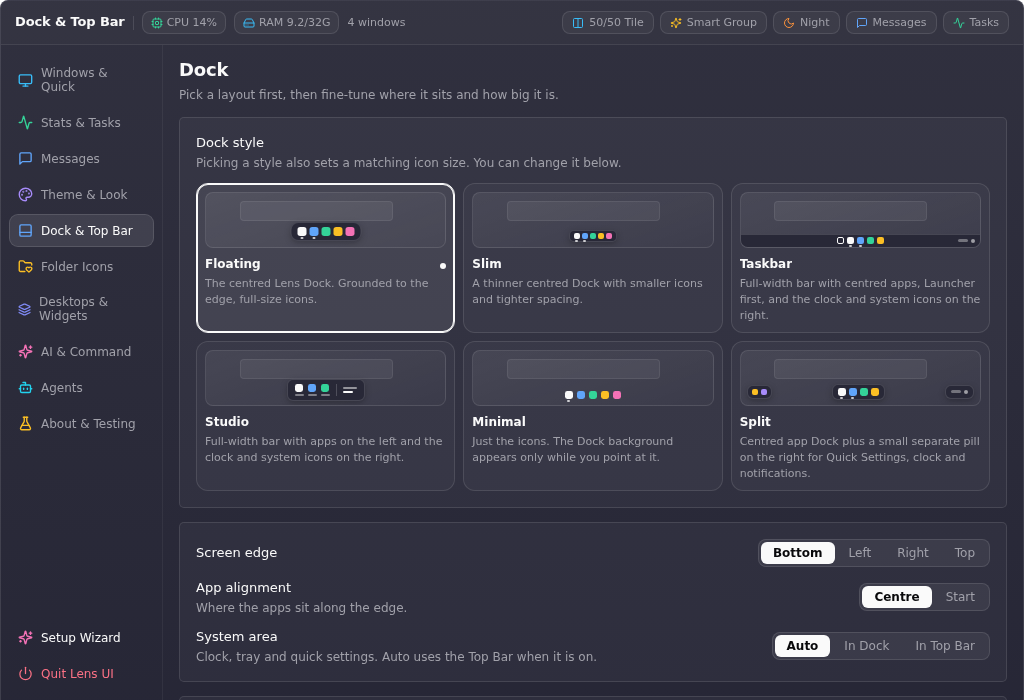 Dock & Top Bar
CPU 14%
RAM 9.2/32G
4 windows
50/50 Tile
Smart Group
Night
Messages
Tasks
Windows &
Quick
Stats & Tasks
Messages
Theme & Look
Dock & Top Bar
Folder Icons
Desktops &
Widgets
AI & Command
Agents
About & Testing
Setup Wizard
Quit Lens UI
Dock
Pick a layout first, then fine-tune where it sits and how big it is.
Dock style
Picking a style also sets a matching icon size. You can change it below.
Floating
The centred Lens Dock. Grounded to the
edge, full-size icons.
Slim
A thinner centred Dock with smaller icons
and tighter spacing.
Taskbar
Full-width bar with centred apps, Launcher
first, and the clock and system icons on the
right.
Studio
Full-width bar with apps on the left and the
clock and system icons on the right.
Minimal
Just the icons. The Dock background
appears only while you point at it.
Split
Centred app Dock plus a small separate pill
on the right for Quick Settings, clock and
notifications.
Screen edge
Bottom
Left
Right
Top
App alignment
Where the apps sit along the edge.
Centre
Start
System area
Clock, tray and quick settings. Auto uses the Top Bar when it is on.
Auto
In Dock
In Top Bar